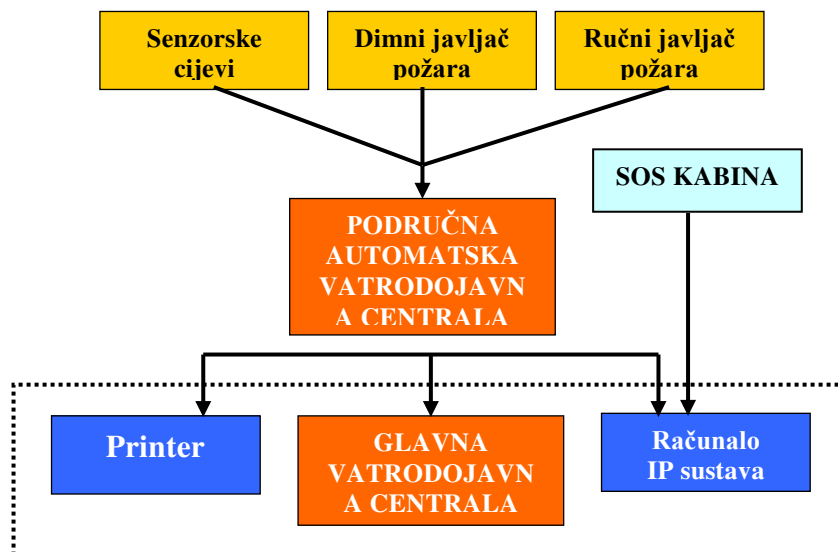 Senzorske
cijevi
Dimni javljač
požara
Ručni javljač
požara
SOS KABINA
PODRUČNA
AUTOMATSKA
VATRODOJAVN
A CENTRALA
Printer
GLAVNA
VATRODOJAVN
A CENTRALA
Računalo
IP sustava